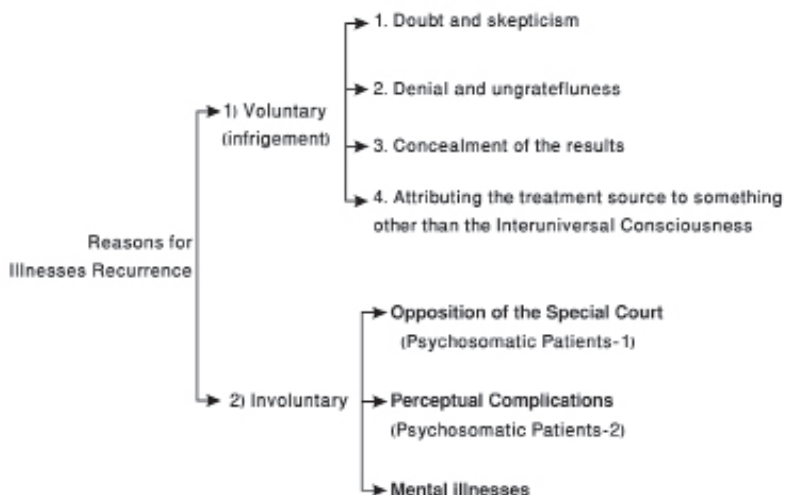 Reasons for
Illnesses Recurrence
1) Voluntary
(infrigement)
1. Doubt and skepticism
2. Denial and ungratefluness
3. Concealment of the results
4. Attributing the treatment source to something
other than the Interuniversal Consciousness
2) Involuntary
Opposition of the Special Court
(Psychosomatic Patients-1)
Perceptual Complications
(Psychosomatic Patients-2)
Mental illnesses